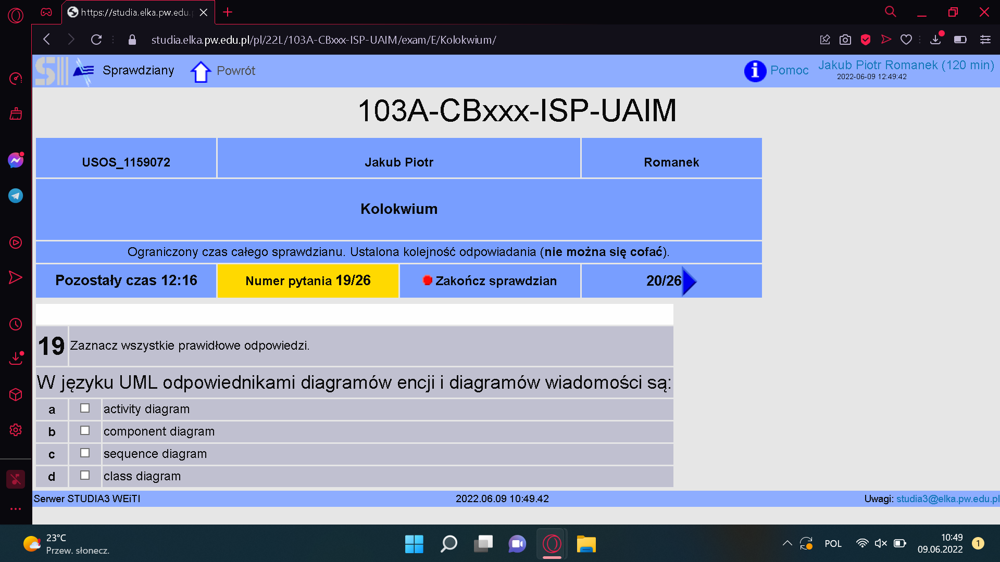 https://studia.elka.pw.edu.
studia.elka.pw.edu.pl/pl/22L/103A-CBxxx-ISP-UAIM/exam/E/Kolokwium/
Sprawdziany
Powrót
Pomoc
Jakub Piotr Romanek (120 min)
2022-06-09 12:49:42
103A-CBxxx-ISP-UAIM
USOS_1159072
Jakub Piotr
Romanek
Kolokwium
Ograniczony czas całego sprawdzianu. Ustalona kolejność odpowiadania (nie można się cofać).
Pozostały czas 12:16
Numer pytania 19/26
Zakończ sprawdzian
20/26
19 Zaznacz wszystkie prawidłowe odpowiedzi.
W języku UML odpowiednikami diagramów encji i diagramów wiadomości są:
a activity diagram
b component diagram
c sequence diagram
d class diagram
Serwer STUDIA3 WEiTI
2022.06.09 10:49.42
Uwagi: studia3@elka.pw.edu.pl
23°C
Przew. słonecz.
POL
10:49
09.06.2022
1